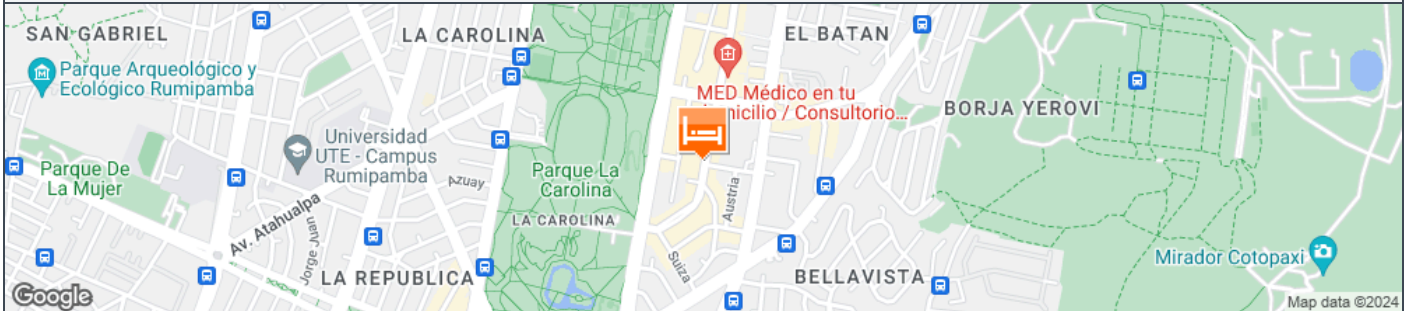 SAN GABRIEL
LA CAROLINA
EL BATAN
Parque Arqueológico y
Ecológico Rumipamba
MED Médico en tu
nicilio / Consultorio...
BORJA YEROVI
Universidad
UTE - Campus
Rumipamba
Parque De
La Mujer
Azuay
Parque La
Carolina
Austria
LA CAROLINA
Av. Atahualpa
Jorge Juan
Suiza
LA REPUBLICA
BELLAVISTA
Mirador Cotopaxi
Google
Map data ©2024